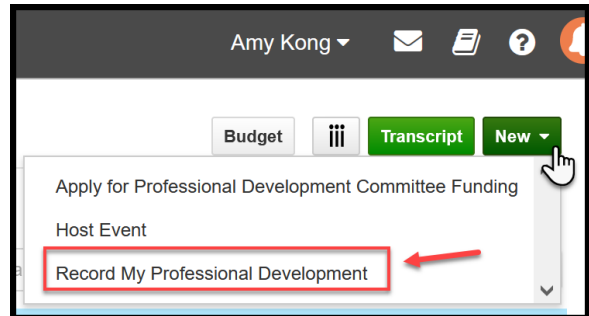 Amy Kong
Budget Transcript New
Apply for Professional Development Committee Funding
Host Event
Record My Professional Development